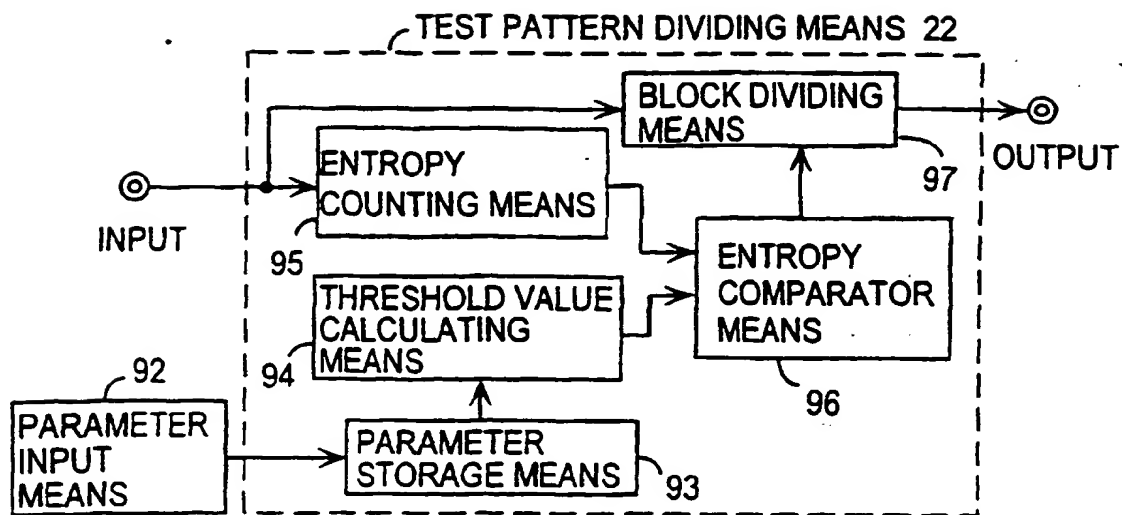 TEST PATTERN DIVIDING MEANS 22
BLOCK DIVIDING
MEANS
97
OUTPUT
INPUT
ENTROPY
COUNTING MEANS
95
ENTROPY
COMPARATOR
MEANS
96
THRESHOLD VALUE
CALCULATING
MEANS
94
92
PARAMETER
INPUT
MEANS
PARAMETER
STORAGE MEANS
93